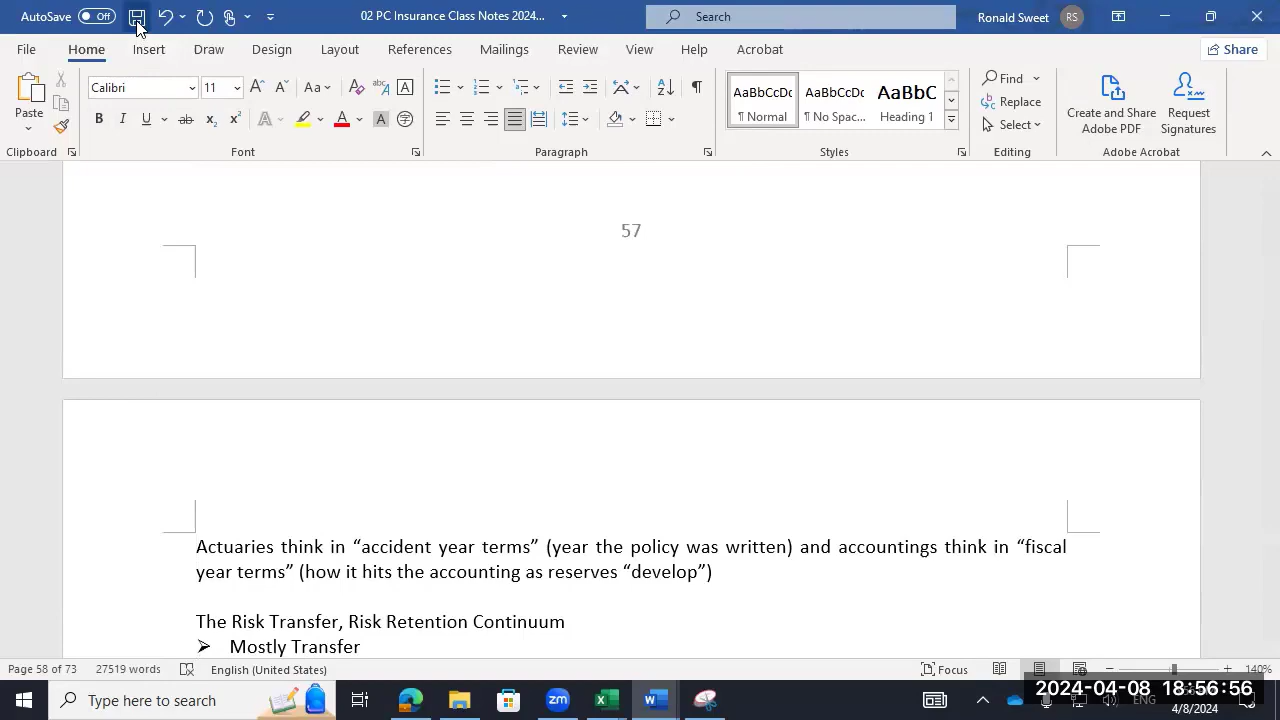 AutoSave Off 02 PC Insurance Class Notes 2024... Search Ronald Sweet RS
File Home Insert Draw Design Layout References Mailings Review View Help Acrobat Share
Calibri 11 Find
Paste Replace
Select
AaBbCcDc AaBbCcDc AaBbC
¶ Normal ¶ No Spac... Heading 1
Create and Share Adobe PDF
Request Signatures
Clipboard Font Paragraph Styles Editing Adobe Acrobat
57
Actuaries think in “accident year terms” (year the policy was written) and accountings think in “fiscal
year terms” (how it hits the accounting as reserves “develop”)
The Risk Transfer, Risk Retention Continuum
➢ Mostly Transfer
Page 58 of 73 27519 words English (United States) Focus 140%
Type here to search ENG
2024-04-08 18:56:56
4/8/2024